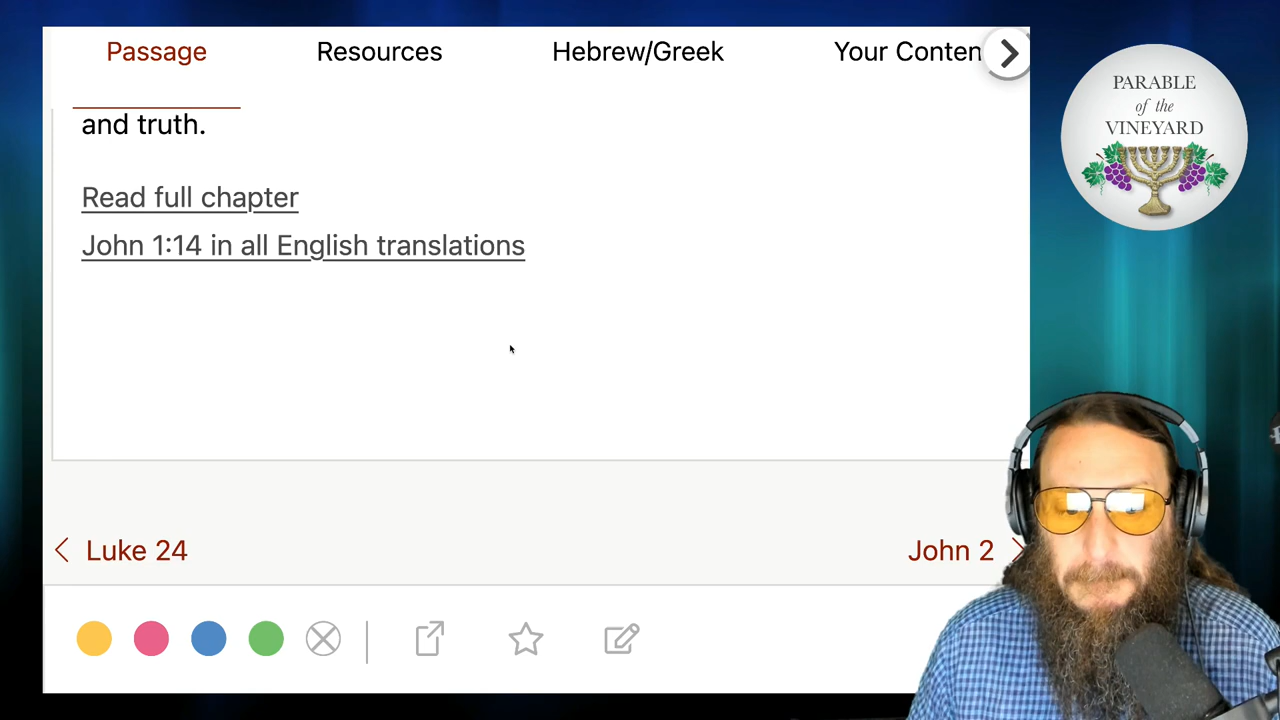 Passage
Resources
Hebrew/Greek
Your Conten
and truth.
Read full chapter
John 1:14 in all English translations
Luke 24
John 2
PARABLE
of the
VINEYARD